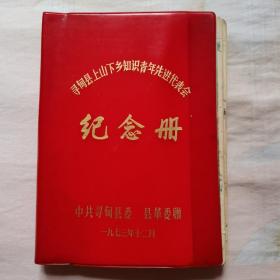 寻甸县上山下乡知识青年先进代表会
纪念册
中共寻甸县委 县革委赠
一九七三年十二月